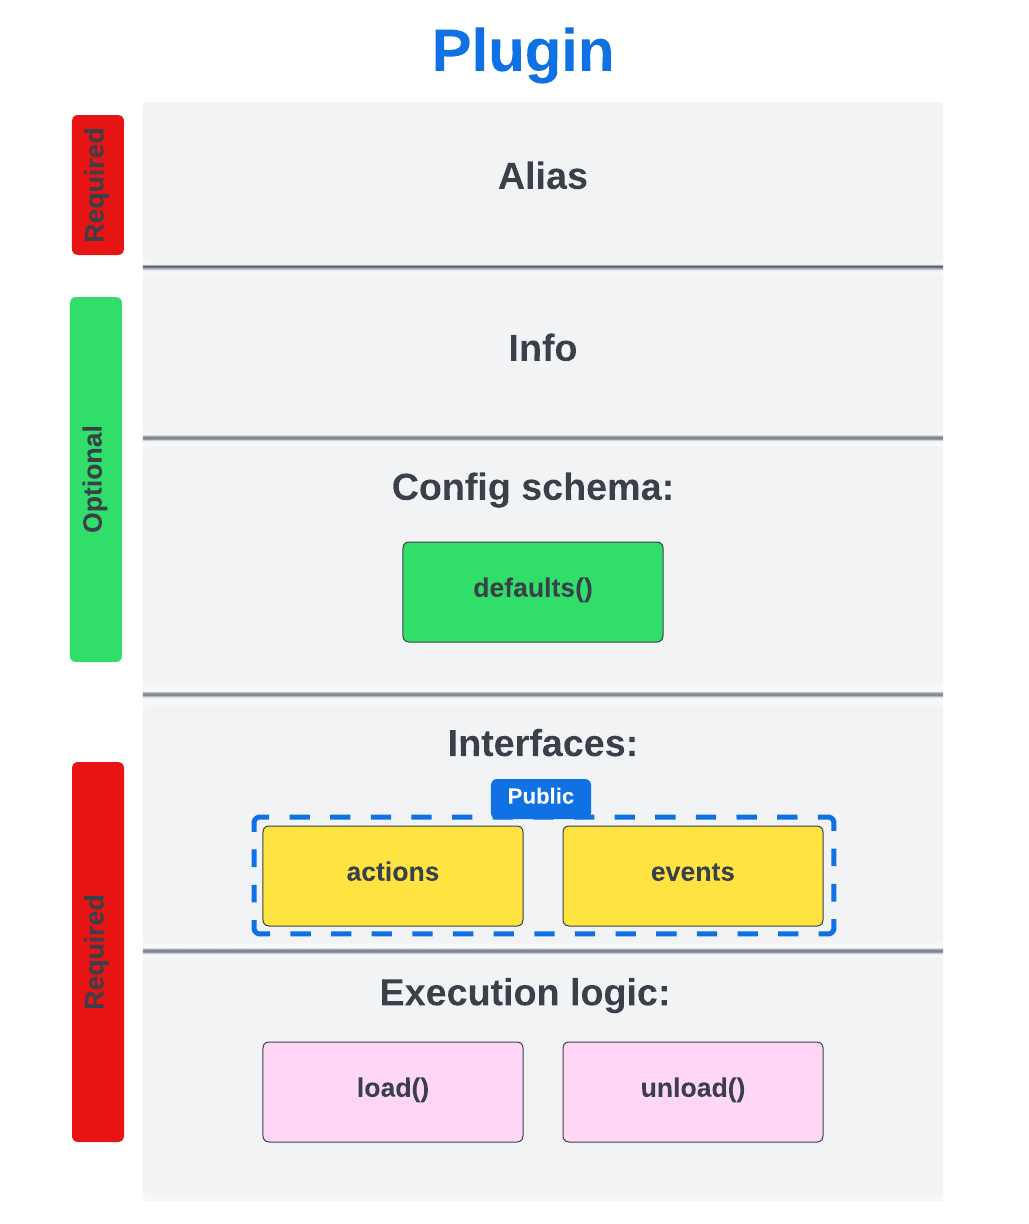 Plugin
Required
Alias
Optional
Info
Config schema:
defaults()
Required
Interfaces:
Public
actions
events
Execution logic:
load()
unload()